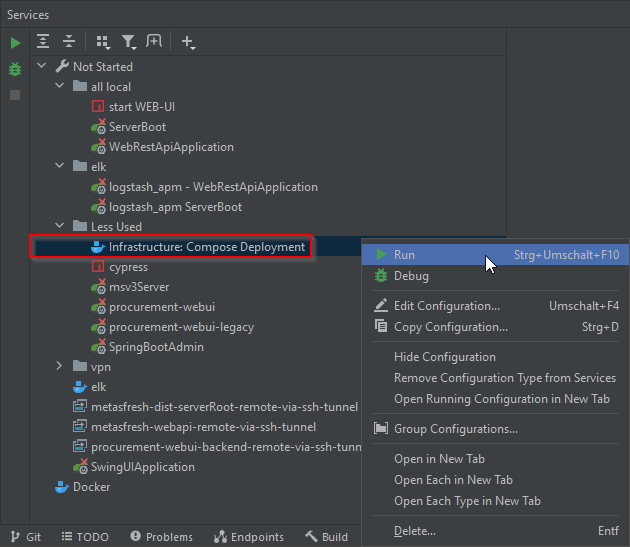 Services
Not Started
all local
start WEB-UI
ServerBoot
WebRestApiApplication
elk
logstash_apm - WebRestApiApplication
logstash_apm ServerBoot
Less Used
Infrastructure: Compose Deployment
cypress
msv3Server
procurement-webui
procurement-webui-legacy
SpringBootAdmin
vpn
elk
metasfresh-dist-serverRoot-remote-via-ssh-tunnel
metasfresh-webapi-remote-via-ssh-tunnel
procurement-webui-backend-remote-via-ssh-tunn
SwingUIApplication
Docker
Run Strg+Umschalt+F10
Debug
Edit Configuration... Umschalt+F4
Copy Configuration... Strg+D
Hide Configuration
Remove Configuration Type from Services
Open Running Configuration in New Tab
Group Configurations...
Open in New Tab
Open Each in New Tab
Open Each Type in New Tab
Delete... Entf
Git TODO Problems Endpoints Build